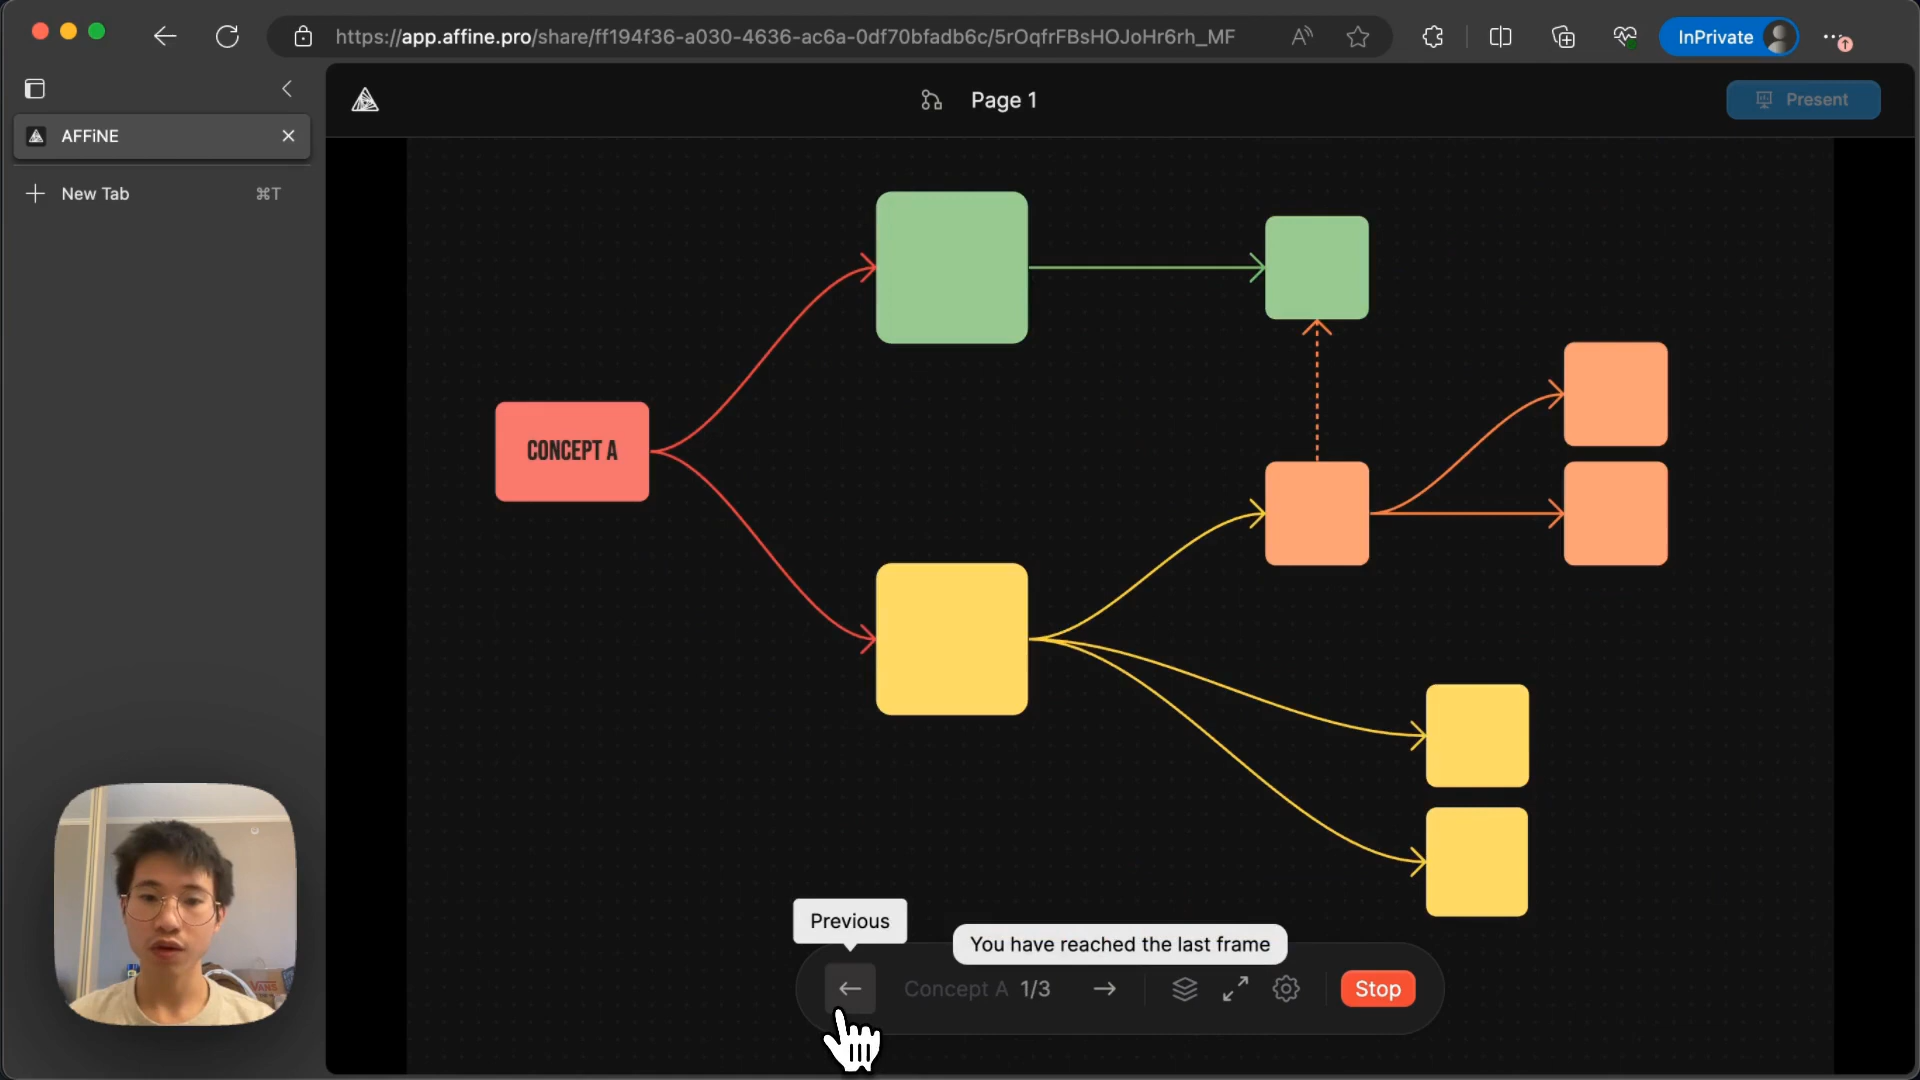 https://app.affine.pro/share/ff194f36-a030-4636-ac6a-0df70bfadb6c/5rOqfrFBsHOJoHr6rh_MF
InPrivate
AFFiNE
New Tab
⌘T
Page 1
Present
CONCEPT A
Previous
You have reached the last frame
Concept A 1/3
Stop
VANS